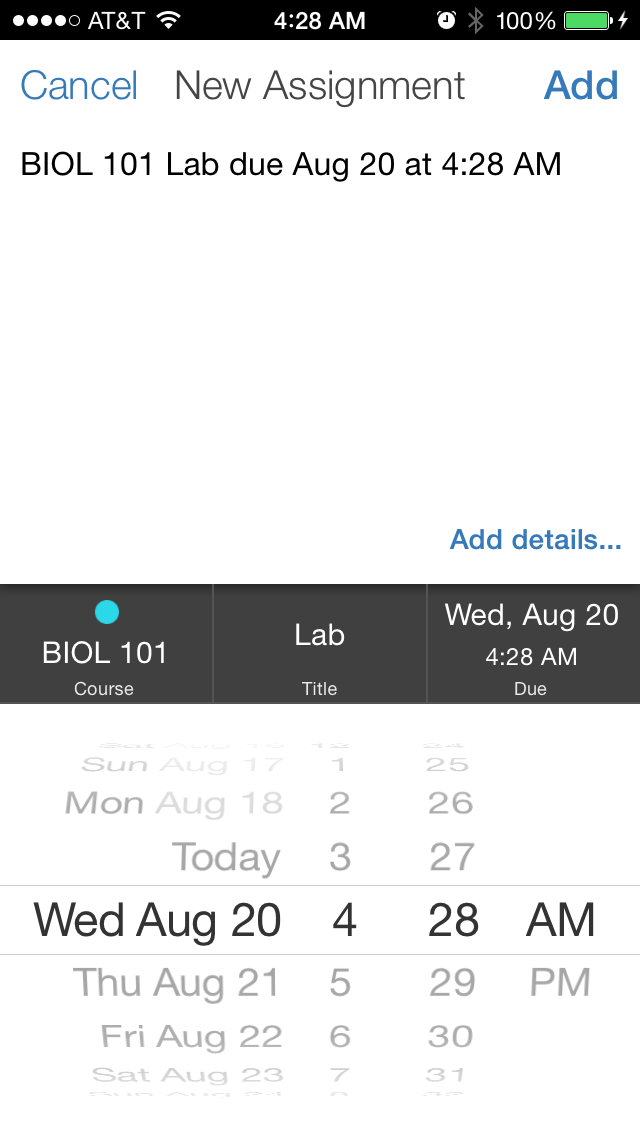 AT&T 4:28 AM 100%
Cancel New Assignment Add
BIOL 101 Lab due Aug 20 at 4:28 AM
Add details...
BIOL 101
Course
Lab
Title
Wed, Aug 20
4:28 AM
Due
Sun Aug 17 1 25
Mon Aug 18 2 26
Today 3 27
Wed Aug 20 4 28 AM
Thu Aug 21 5 29 PM
Fri Aug 22 6 30
Sat Aug 23 7 31